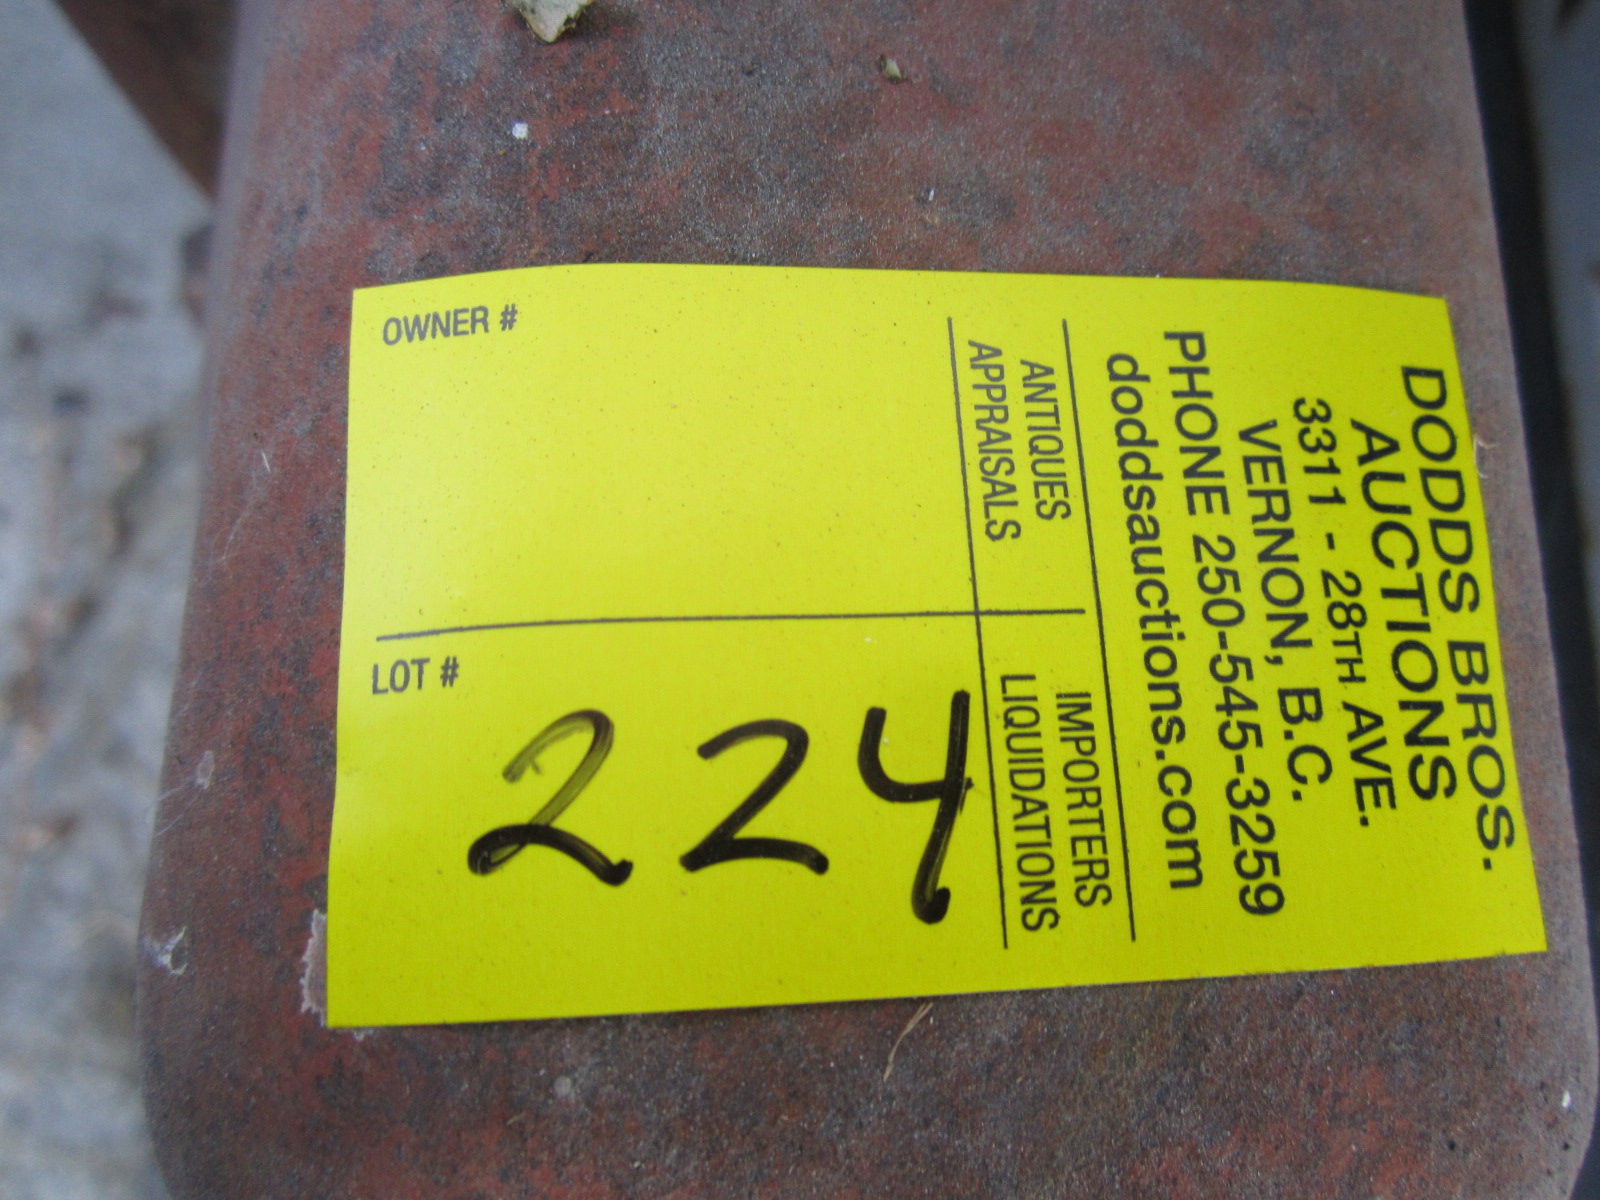 DODDS BROS.
AUCTIONS
3311 - 28TH AVE.
VERNON, B.C.
PHONE 250-545-3259
doddsauctions.com
ANTIQUES
APPRAISALS
IMPORTERS
LIQUIDATIONS
OWNER #
LOT #
224